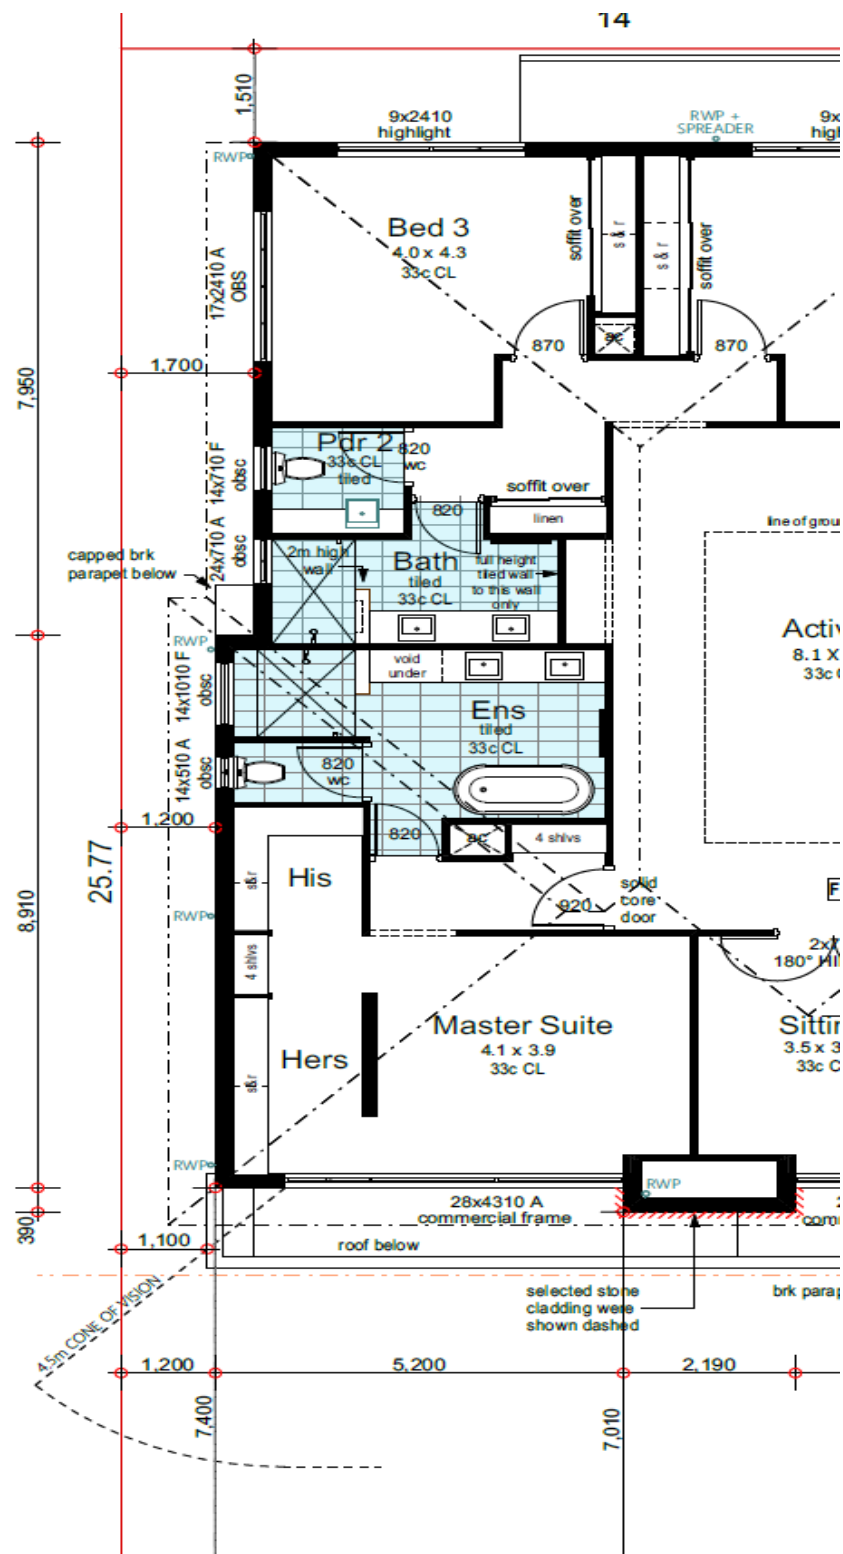 14
1,510
9x2410
highlight
RWP +
SPREADER
RWP
Bed 3
4.0 x 4.3
33c CL
soffit over
s & r
s & r
soffit over
17x2410 A
OBS
870
ac
870
1,700
7,950
Pdr 2
33c CL
tiled
820
wc
14x710 F
obsc
soffit over
linen
820
24x710 A
obsc
capped brk
parapet below
2m high
wall
Bath
tiled
33c CL
full height
tiled wall
to this wall
only
line of grou
RWP
8.1 X
33c
void
under
14x1010 F
obsc
Ens
tiled
33c CL
14x510 A
obsc
820
wc
1,200
820
ac
4 shlvs
25.77
His
s&r
920
solid
core
door
F
8,910
RWP
4 shlvs
180° HI
Master Suite
4.1 x 3.9
33c CL
3.5 x 3
33c C
Hers
s&r
RWP
RWP
28x4310 A
commercial frame
390
1,100
roof below
4.5m CONE OF VISION
selected stone
cladding were
shown dashed
brk parap
1,200
5,200
2,190
7,400
7,010